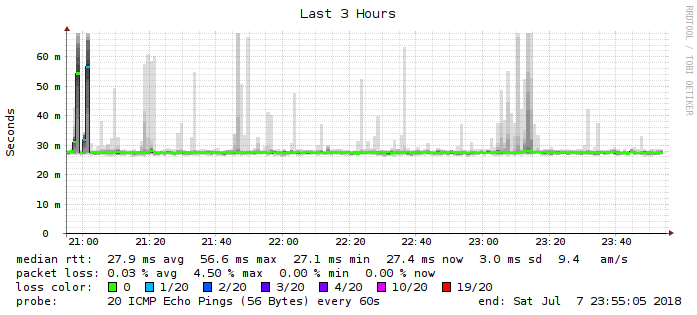 Last 3 Hours
RRDTOOL / TOBI OETIKER
Seconds
60 m
50 m
40 m
30 m
20 m
10 m
0
21:00 21:20 21:40 22:00 22:20 22:40 23:00 23:20 23:40
median rtt: 27.9 ms avg 56.6 ms max 27.1 ms min 27.4 ms now 3.0 ms sd 9.4 am/s
packet loss: 0.03 % avg 4.50 % max 0.00 % min 0.00 % now
loss color: 0 1/20 2/20 3/20 4/20 10/20 19/20
probe: 20 ICMP Echo Pings (56 Bytes) every 60s end: Sat Jul 7 23:55:05 2018